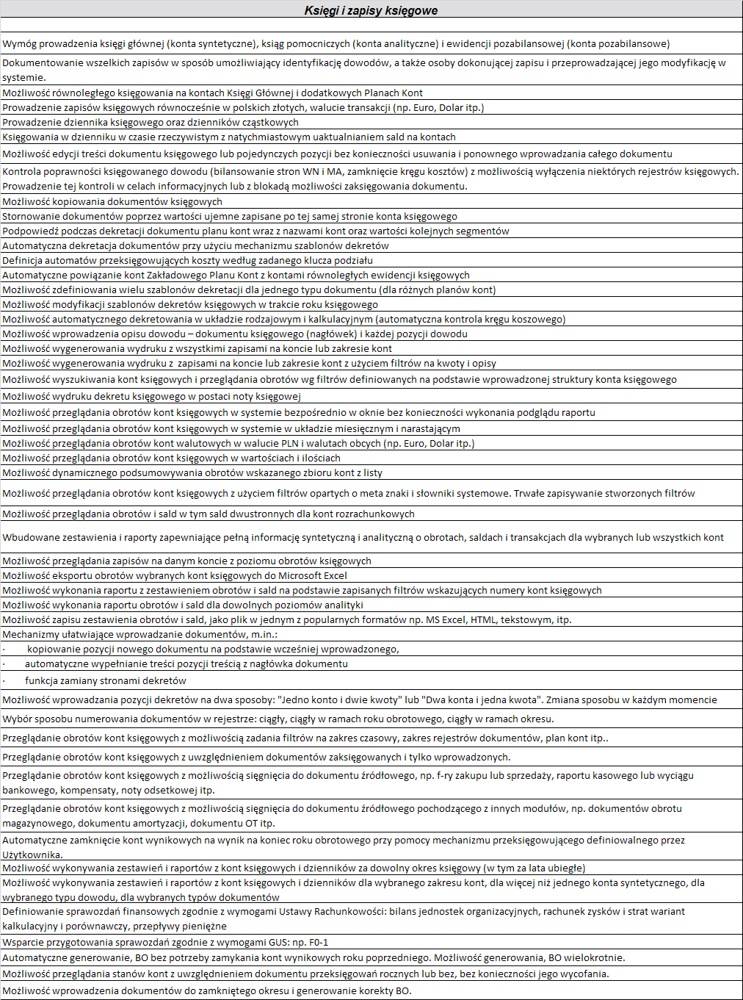 Księgi i zapisy księgowe
Wymóg prowadzenia księgi głównej (konta syntetyczne), ksiąg pomocniczych (konta analityczne) i ewidencji pozabilansowej (konta pozabilansowe)
Dokumentowanie wszelkich zapisów w sposób umożliwiający identyfikację dowodów, a także osoby dokonującej zapisu i przeprowadzającej jego modyfikację w
systemie.
Możliwość równoległego księgowania na kontach Księgi Głównej i dodatkowych Planach Kont
Prowadzenie zapisów księgowych równocześnie w polskich złotych, walucie transakcji (np. Euro, Dolar itp.)
Prowadzenie dziennika księgowego oraz dzienników cząstkowych
Księgowania w dzienniku w czasie rzeczywistym z natychmiastowym uaktualnianiem sald na kontach
Możliwość edycji treści dokumentu księgowego lub pojedynczych pozycji bez konieczności usuwania i ponownego wprowadzania całego dokumentu
Kontrola poprawności księgowanego dowodu (bilansowanie stron WN i MA, zamknięcie kręgu kosztów) z możliwością wyłączenia niektórych rejestrów księgowych.
Prowadzenie tej kontroli w celach informacyjnych lub z blokadą możliwości zaksięgowania dokumentu.
Możliwość kopiowania dokumentów księgowych
Stornowanie dokumentów poprzez wartości ujemne zapisane po tej samej stronie konta księgowego
Podpowiedź podczas dekretacji dokumentu planu kont wraz z nazwami kont oraz wartości kolejnych segmentów
Automatyczna dekretacja dokumentów przy użyciu mechanizmu szablonów dekretów
Definicja automatów przeksięgowujących koszty według zadanego klucza podziału
Automatyczne powiązanie kont Zakładowego Planu Kont z kontami równoległych ewidencji księgowych
Możliwość zdefiniowania wielu szablonów dekretacji dla jednego typu dokumentu (dla różnych planów kont)
Możliwość modyfikacji szablonów dekretów księgowych w trakcie roku księgowego
Możliwość automatycznego dekretowania w układzie rodzajowym i kalkulacyjnym (automatyczna kontrola kręgu koszowego)
Możliwość wprowadzenia opisu dowodu – dokumentu księgowego (nagłówek) i każdej pozycji dowodu
Możliwość wygenerowania wydruku z wszystkimi zapisami na koncie lub zakresie kont
Możliwość wygenerowania wydruku z  zapisami na koncie lub zakresie kont z użyciem filtrów na kwoty i opisy
Możliwość wyszukiwania kont księgowych i przeglądania obrotów wg filtrów definiowanych na podstawie wprowadzonej struktury konta księgowego
Możliwość wydruku dekretu księgowego w postaci noty księgowej
Możliwość przeglądania obrotów kont księgowych w systemie bezpośrednio w oknie bez konieczności wykonania podglądu raportu
Możliwość przeglądania obrotów kont księgowych w systemie w układzie miesięcznym i narastającym
Możliwość przeglądania obrotów kont walutowych w walucie PLN i walutach obcych (np. Euro, Dolar itp.)
Możliwość przeglądania obrotów kont księgowych w wartościach i ilościach
Możliwość dynamicznego podsumowywania obrotów wskazanego zbioru kont z listy
Możliwość przeglądania obrotów kont księgowych z użyciem filtrów opartych o meta znaki i słowniki systemowe. Trwałe zapisywanie stworzonych filtrów
Możliwość przeglądania obrotów i sald w tym sald dwustronnych dla kont rozrachunkowych
Wbudowane zestawienia i raporty zapewniające pełną informację syntetyczną i analityczną o obrotach, saldach i transakcjach dla wybranych lub wszystkich kont
Możliwość przeglądania zapisów na danym koncie z poziomu obrotów księgowych
Możliwość eksportu obrotów wybranych kont księgowych do Microsoft Excel
Możliwość wykonania raportu z zestawieniem obrotów i sald na podstawie zapisanych filtrów wskazujących numery kont księgowych
Możliwość wykonania raportu obrotów i sald dla dowolnych poziomów analityki
Możliwość zapisu zestawienia obrotów i sald, jako plik w jednym z popularnych formatów np. MS Excel, HTML, tekstowym, itp.
Mechanizmy ułatwiające wprowadzanie dokumentów, m.in.:
· kopiowanie pozycji nowego dokumentu na podstawie wcześniej wprowadzonego,
· automatyczne wypełnianie treści pozycji treścią z nagłówka dokumentu
· funkcja zamiany stronami dekretów
Możliwość wprowadzania pozycji dekretów na dwa sposoby: "Jedno konto i dwie kwoty" lub "Dwa konta i jedna kwota". Zmiana sposobu w każdym momencie
Wybór sposobu numerowania dokumentów w rejestrze: ciągły, ciągły w ramach roku obrotowego, ciągły w ramach okresu.
Przeglądanie obrotów kont księgowych z możliwością zadania filtrów na zakres czasowy, zakres rejestrów dokumentów, plan kont itp..
Przeglądanie obrotów kont księgowych z uwzględnieniem dokumentów zaksięgowanych i tylko wprowadzonych.
Przeglądanie obrotów kont księgowych z możliwością sięgnięcia do dokumentu źródłowego, np. f-ry zakupu lub sprzedaży, raportu kasowego lub wyciągu
bankowego, kompensaty, noty odsetkowej itp.
Przeglądanie obrotów kont księgowych z możliwością sięgnięcia do dokumentu źródłowego pochodzącego z innych modułów, np. dokumentów obrotu
magazynowego, dokumentu amortyzacji, dokumentu OT itp.
Automatyczne zamknięcie kont wynikowych na wynik na koniec roku obrotowego przy pomocy mechanizmu przeksięgowującego definiowalnego przez
Użytkownika.
Możliwość wykonywania zestawień i raportów z kont księgowych i dzienników za dowolny okres księgowy (w tym za lata ubiegłe)
Możliwość wykonywania zestawień i raportów z kont księgowych i dzienników dla wybranego zakresu kont, dla więcej niż jednego konta syntetycznego, dla
wybranego typu dowodu, dla wybranych typów dokumentów
Definiowanie sprawozdań finansowych zgodnie z wymogami Ustawy Rachunkowości: bilans jednostek organizacyjnych, rachunek zysków i strat wariant
kalkulacyjny i porównawczy, przepływy pieniężne
Wsparcie przygotowania sprawozdań zgodnie z wymogami GUS: np. F0-1
Automatyczne generowanie, BO bez potrzeby zamykania kont wynikowych roku poprzedniego. Możliwość generowania, BO wielokrotnie.
Możliwość przeglądania stanów kont z uwzględnieniem dokumentu przeksięgowań rocznych lub bez, bez konieczności jego wycofania.
Możliwość wprowadzenia dokumentów do zamkniętego okresu i generowanie korekty BO.